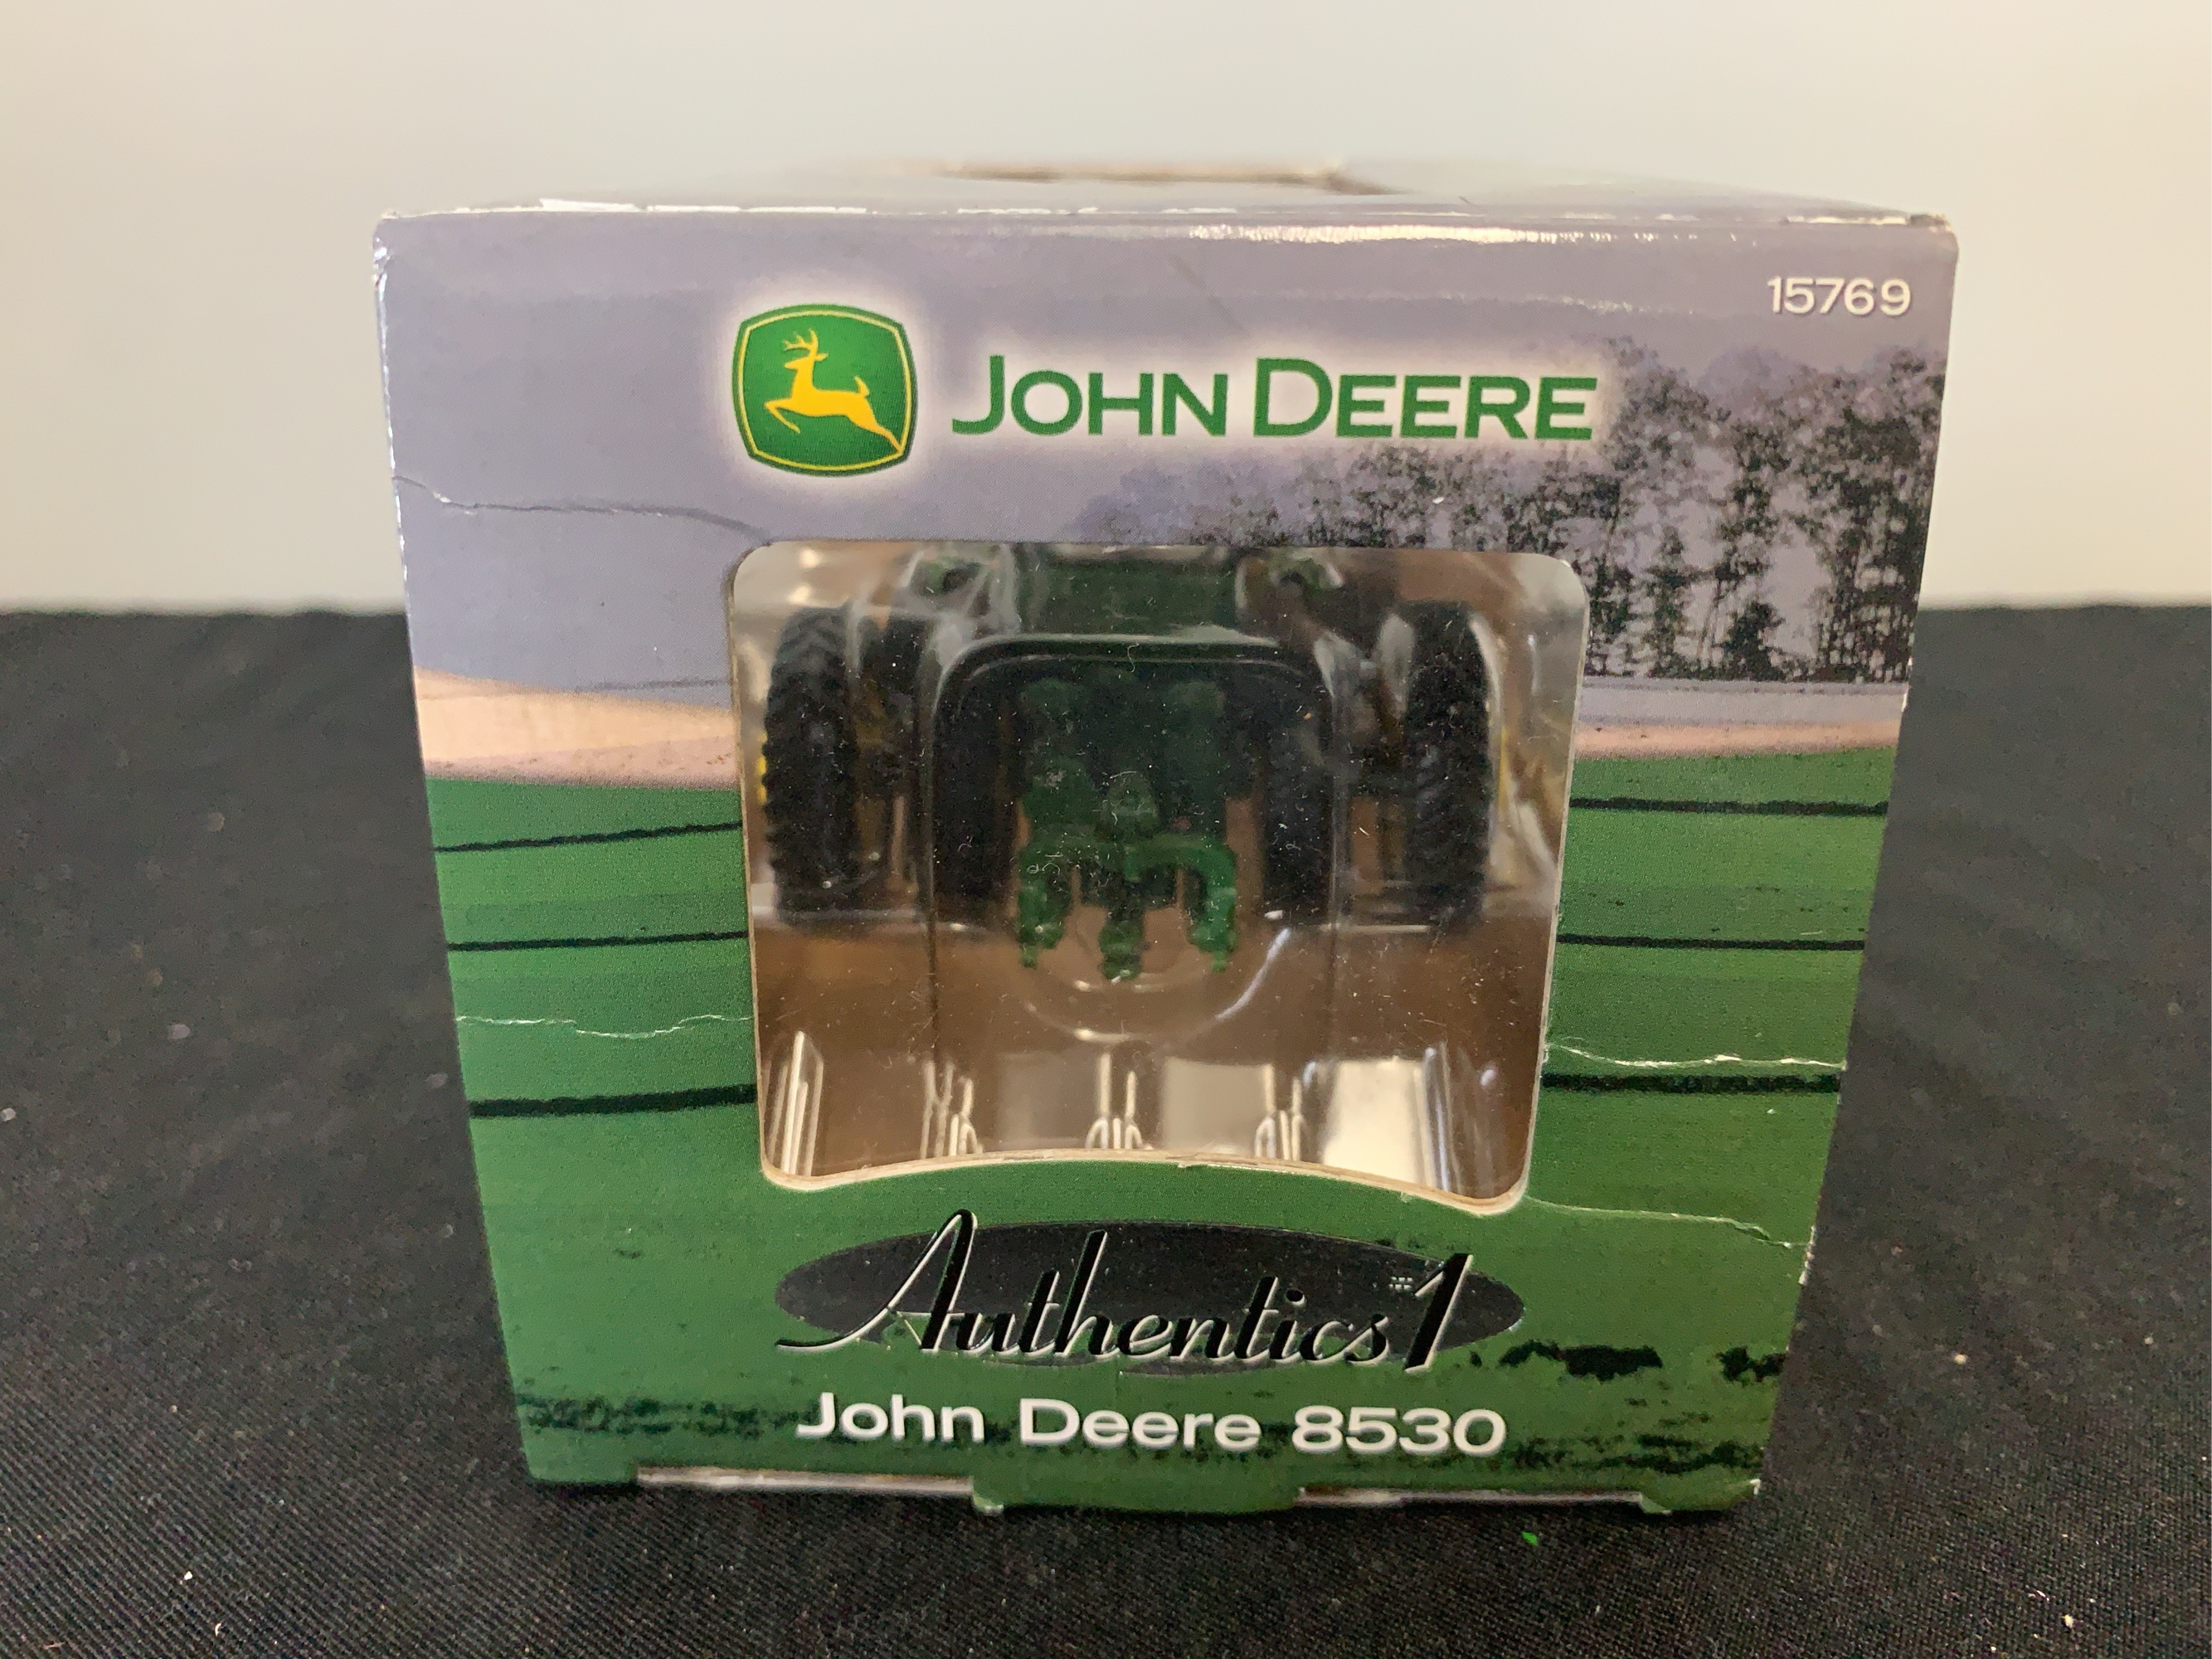 15769
JOHN DEERE
Authentics #1
John Deere 8530